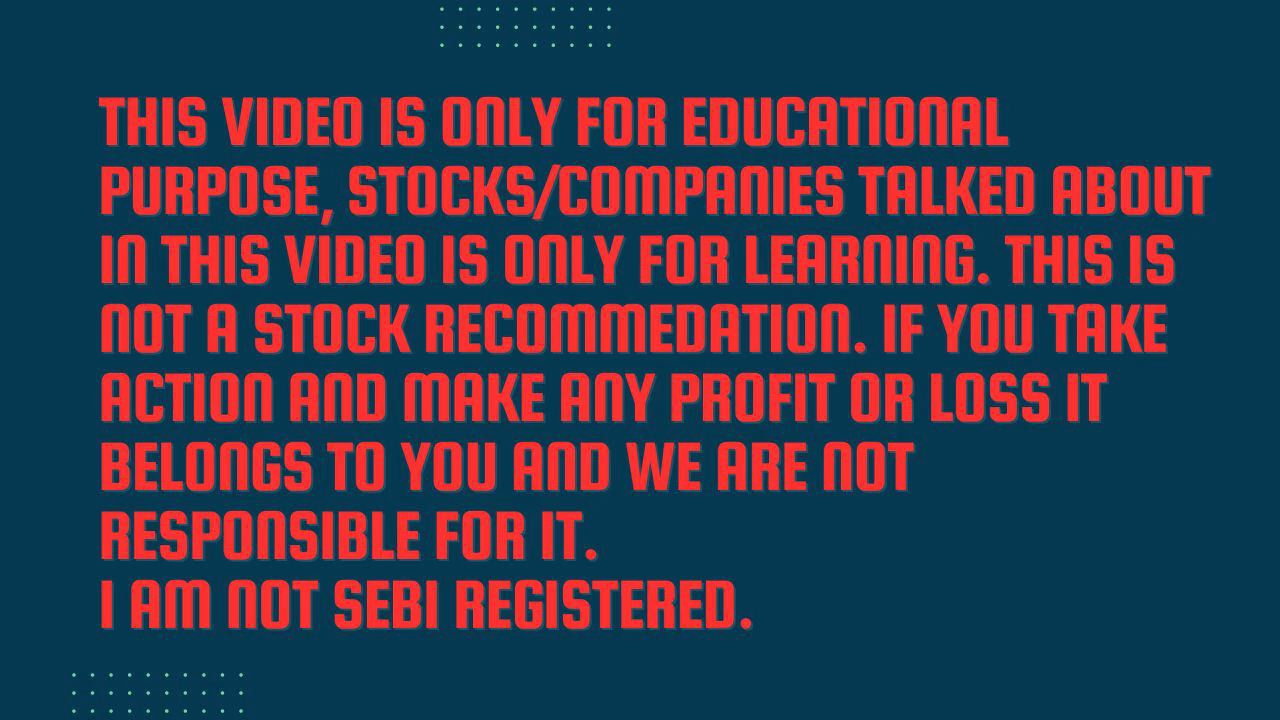 THIS VIDEO IS ONLY FOR EDUCATIONAL
PURPOSE, STOCKS/COMPANIES TALKED ABOUT
IN THIS VIDEO IS ONLY FOR LEARNING. THIS IS
NOT A STOCK RECOMMEDATION. IF YOU TAKE
ACTION AND MAKE ANY PROFIT OR LOSS IT
BELONGS TO YOU AND WE ARE NOT
RESPONSIBLE FOR IT.
I AM NOT SEBI REGISTERED.